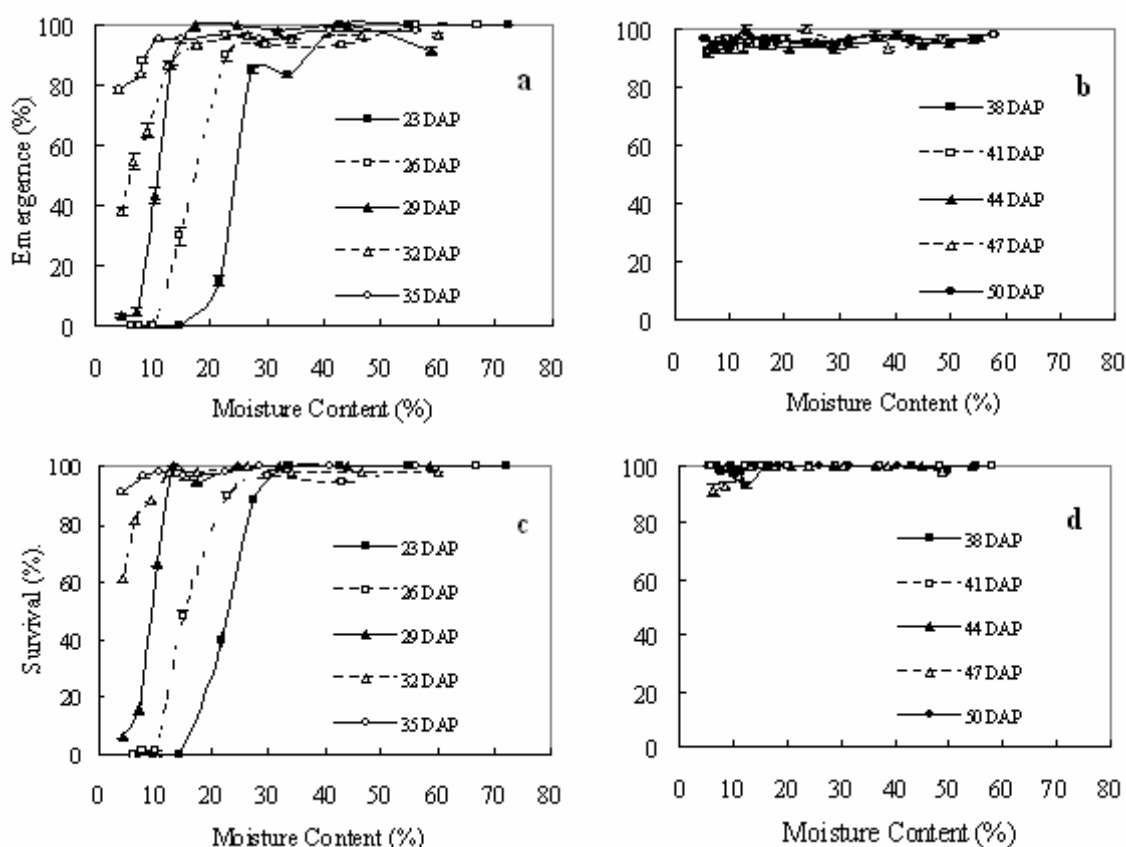 100
80
60
40
20
0
Emergernce (%)
a
23 DAP
26 DAP
29 DAP
32 DAP
35 DAP
0 10 20 30 40 50 60 70 80
Moisture Content (%)
100
80
60
40
20
0
b
38 DAP
41 DAP
44 DAP
47 DAP
50 DAP
0 10 20 30 40 50 60 70 80
Moisture Content (%)
100
80
60
40
20
0
Survival (%).
c
23 DAP
26 DAP
29 DAP
32 DAP
35 DAP
0 10 20 30 40 50 60 70 80
Moisture Content (%)
100
80
60
40
20
0
d
38 DAP
41 DAP
44 DAP
47 DAP
50 DAP
0 10 20 30 40 50 60 70 80
Moisture Content (%)